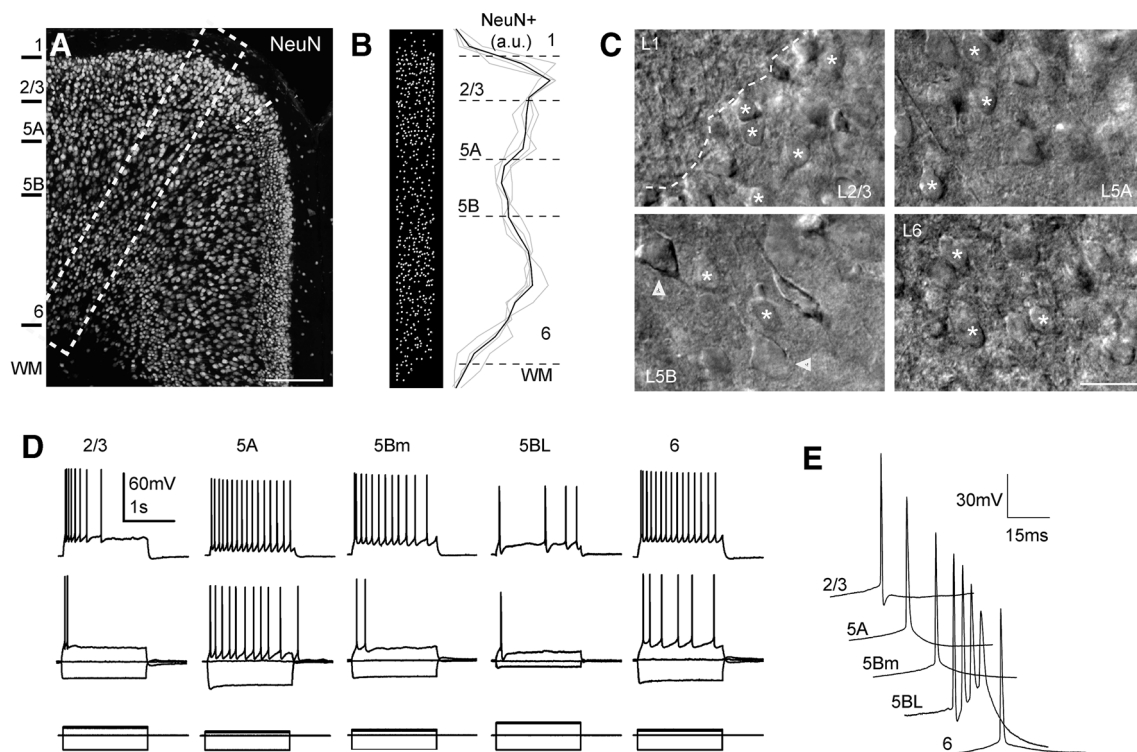 A
NeuN
1
2/3
5A
5B
6
WM
B
NeuN+
(a.u.)
1
2/3
5A
5B
6
WM
C
L1
L2/3
L5A
L5B
L6
D
2/3
5A
5Bm
5BL
6
60mV
1s
E
30mV
15ms
2/3
5A
5Bm
5BL
6